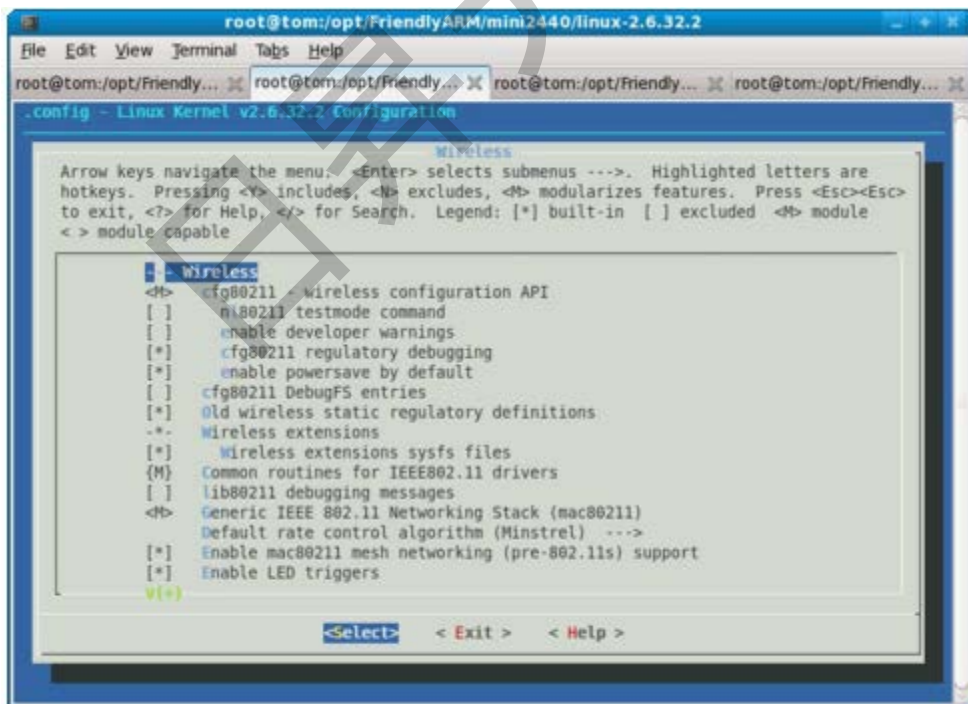 root@tom:/opt/FriendlyARM/mini2440/linux-2.6.32.2
File Edit View Terminal Tabs Help
root@tom:/opt/Friendly... root@tom:/opt/Friendly... root@tom:/opt/Friendly... root@tom:/opt/Friendly...
.config - Linux Kernel v2.6.32.2 Configuration
Wireless
Arrow keys navigate the menu. <Enter> selects submenus --->. Highlighted letters are
hotkeys. Pressing <Y> includes, <N> excludes, <M> modularizes features. Press <Esc><Esc>
to exit, <?> for Help, </> for Search. Legend: [*] built-in [ ] excluded <M> module
< > module capable
--- Wireless
<M> cfg80211 - wireless configuration API
[ ] nl80211 testmode command
[ ] enable developer warnings
[*] cfg80211 regulatory debugging
[*] enable powersave by default
[ ] cfg80211 DebugFS entries
[*] Old wireless static regulatory definitions
-*- Wireless extensions
[*] Wireless extensions sysfs files
{M} Common routines for IEEE802.11 drivers
[ ] lib80211 debugging messages
<M> Generic IEEE 802.11 Networking Stack (mac80211)
Default rate control algorithm (Minstrel) --->
[*] Enable mac80211 mesh networking (pre-802.11s) support
[*] Enable LED triggers
v(+)
<Select> < Exit > < Help >